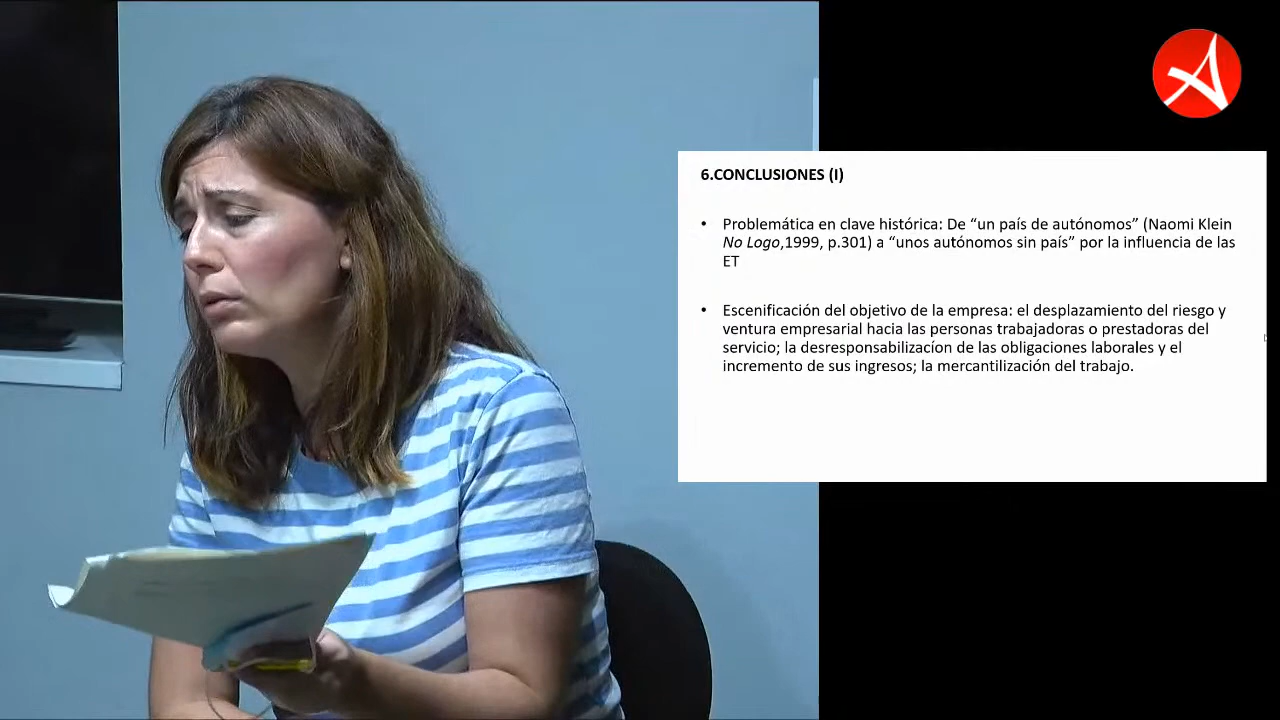 6.CONCLUSIONES (I)
• Problemática en clave histórica: De “un país de autónomos” (Naomi Klein
No Logo,1999, p.301) a “unos autónomos sin país” por la influencia de las
ET
• Escenificación del objetivo de la empresa: el desplazamiento del riesgo y
ventura empresarial hacia las personas trabajadoras o prestadoras del
servicio; la desresponsabilizacíon de las obligaciones laborales y el
incremento de sus ingresos; la mercantilización del trabajo.